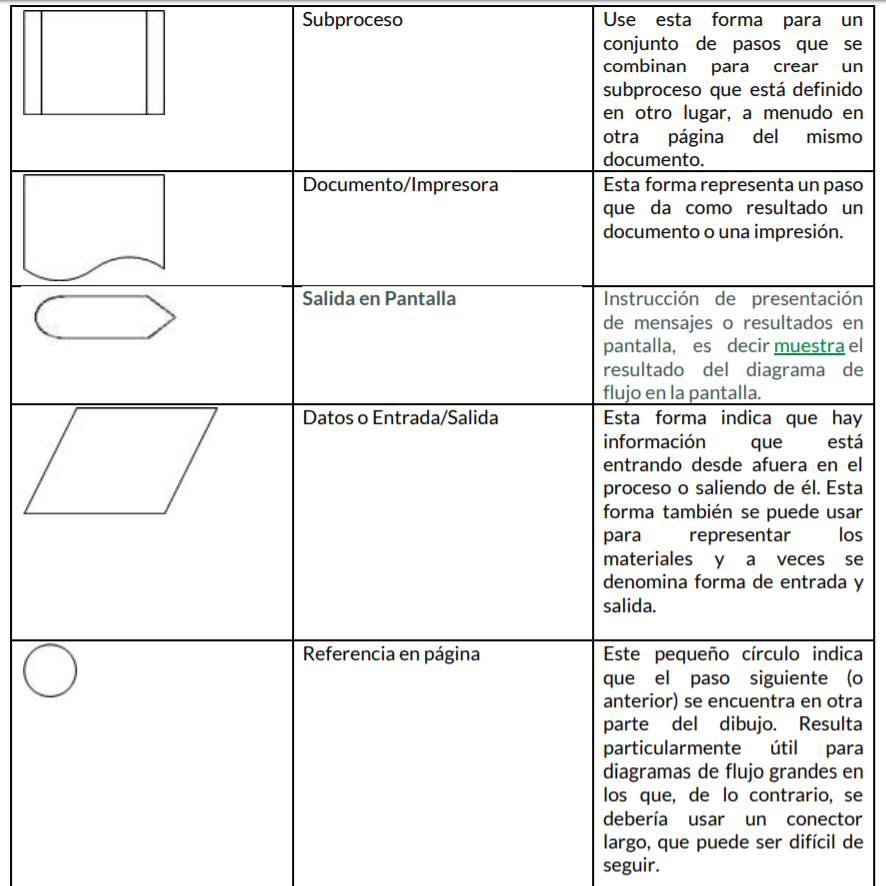 Subproceso
Use esta forma para un
conjunto de pasos que se
combinan para crear un
subproceso que está definido
en otro lugar, a menudo en
otra página del mismo
documento.
Documento/Impresora
Esta forma representa un paso
que da como resultado un
documento o una impresión.
Salida en Pantalla
Instrucción de presentación
de mensajes o resultados en
pantalla, es decir muestra el
resultado del diagrama de
flujo en la pantalla.
Datos o Entrada/Salida
Esta forma indica que hay
información que está
entrando desde afuera en el
proceso o saliendo de él. Esta
forma también se puede usar
para representar los
materiales y a veces se
denomina forma de entrada y
salida.
Referencia en página
Este pequeño círculo indica
que el paso siguiente (o
anterior) se encuentra en otra
parte del dibujo. Resulta
particularmente útil para
diagramas de flujo grandes en
los que, de lo contrario, se
debería usar un conector
largo, que puede ser difícil de
seguir.